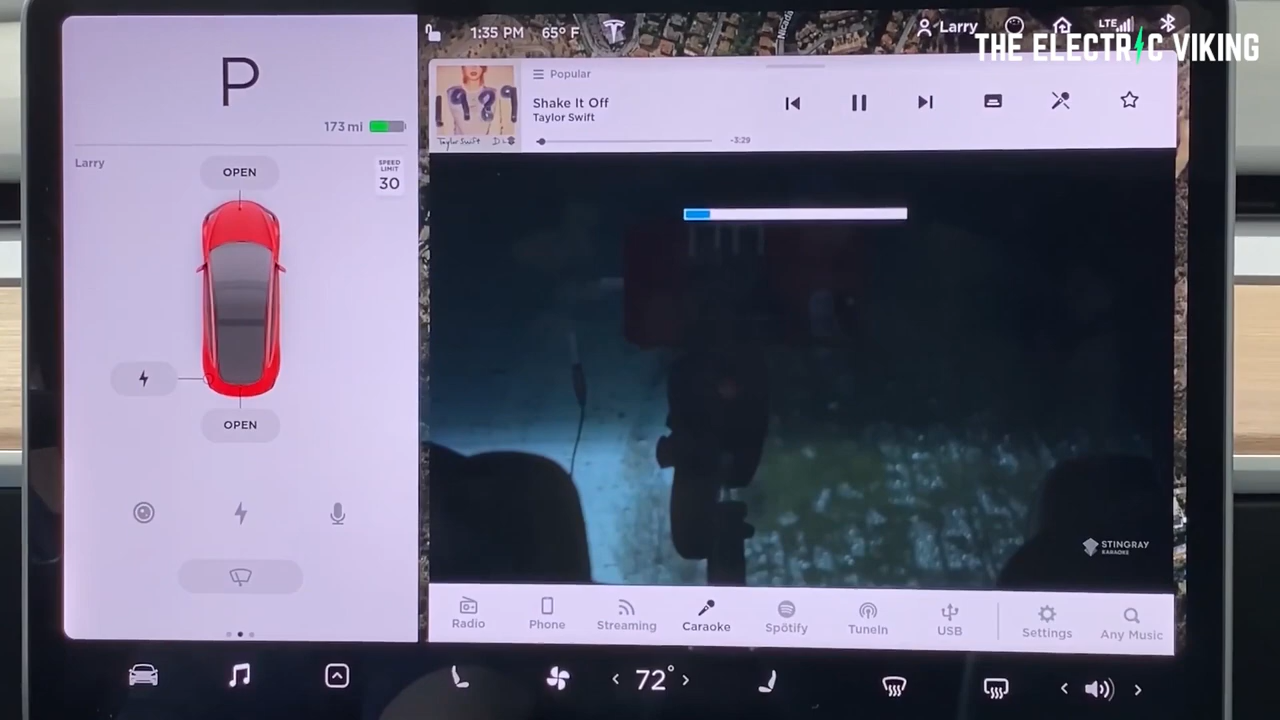 P
173 mi
Larry
OPEN
SPEED
LIMIT
30
OPEN
1:35 PM
65° F
Larry
LTE
THE ELECTRIC VIKING
Popular
1989
Taylor Swift
Shake It Off
Taylor Swift
-3:29
STINGRAY
KARAOKE
Radio
Phone
Streaming
Caraoke
Spotify
TuneIn
USB
Settings
Any Music
72°